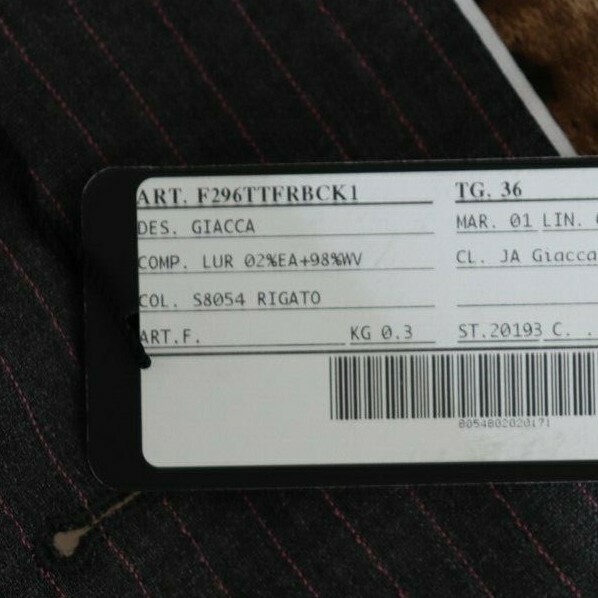 ART. F296TTFRBCK1 TG. 36
DES. GIACCA MAR. 01 LIN.
COMP. LUR 02%EA+98%WV CL. JA Giacca
COL. S8054 RIGATO
ART.F. KG 0.3 ST.20193 C. .
8054802020171